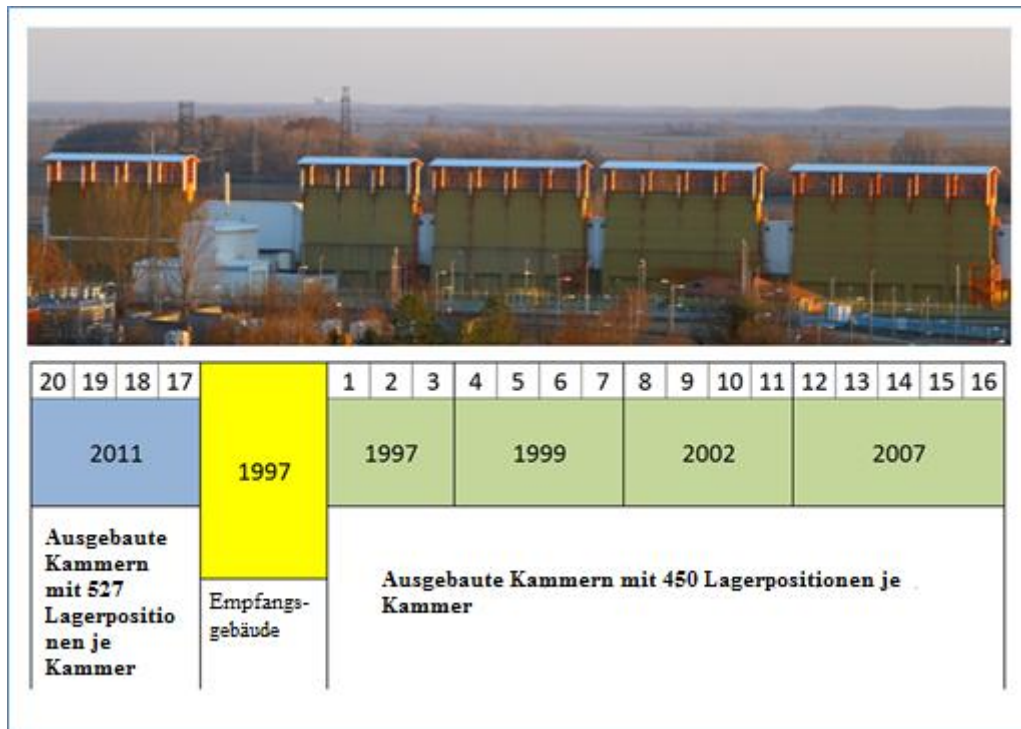 20 19 18 17 1 2 3 4 5 6 7 8 9 10 11 12 13 14 15 16
2011 1997 1997 1999 2002 2007
Ausgebaute
Kammern
mit 527
Lagerpositio
nen je
Kammer
Empfangs-
gebäude
Ausgebaute Kammern mit 450 Lagerpositionen je
Kammer